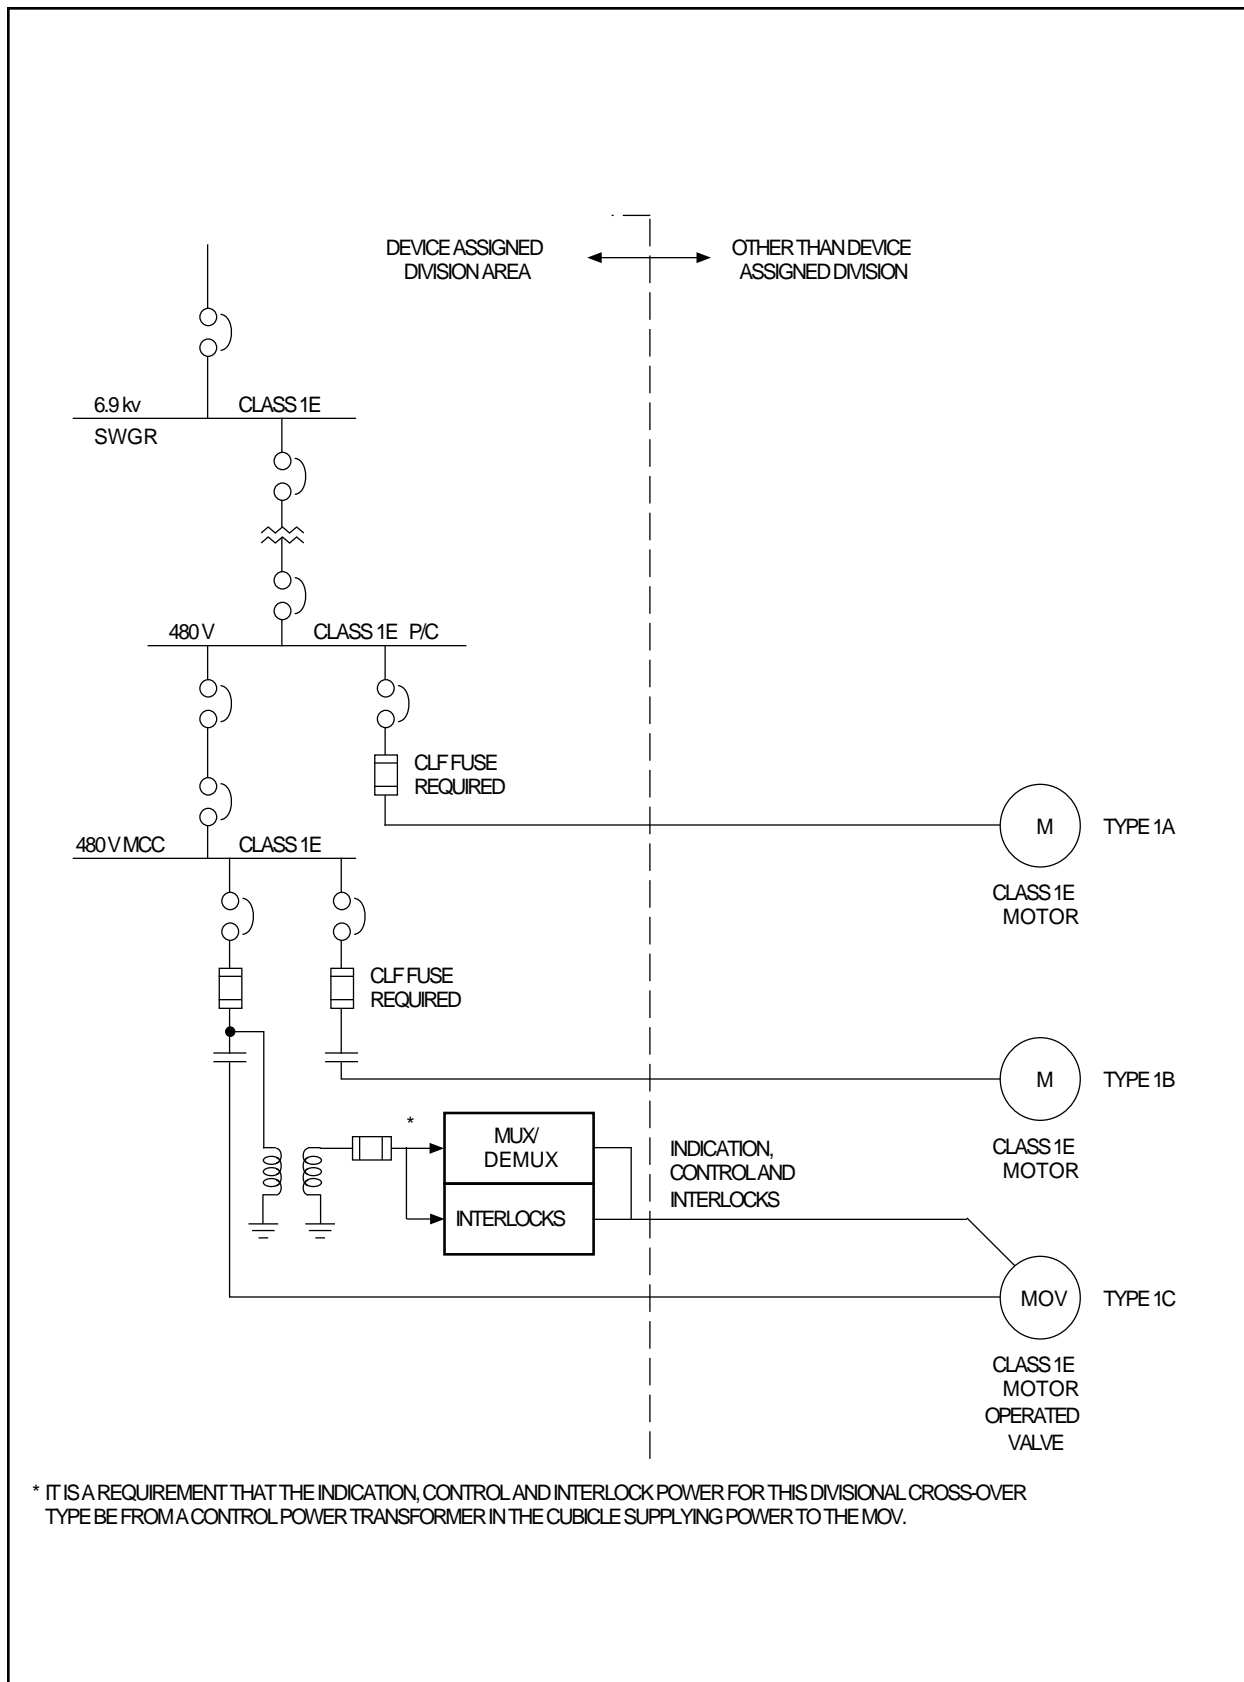 DEVICE ASSIGNED
DIVISION AREA
OTHER THAN DEVICE
ASSIGNED DIVISION
6.9 kv
CLASS 1E
SWGR
480 V
CLASS 1E P/C
CLF FUSE
REQUIRED
M
TYPE 1A
480 V MCC
CLASS 1E
CLASS 1E
MOTOR
CLF FUSE
REQUIRED
M
TYPE 1B
*
MUX/
DEMUX
INTERLOCKS
INDICATION,
CONTROL AND
INTERLOCKS
CLASS 1E
MOTOR
MOV
TYPE 1C
CLASS 1E
MOTOR
OPERATED
VALVE
* IT IS A REQUIREMENT THAT THE INDICATION, CONTROL AND INTERLOCK POWER FOR THIS DIVISIONAL CROSS-OVER
TYPE BE FROM A CONTROL POWER TRANSFORMER IN THE CUBICLE SUPPLYING POWER TO THE MOV.